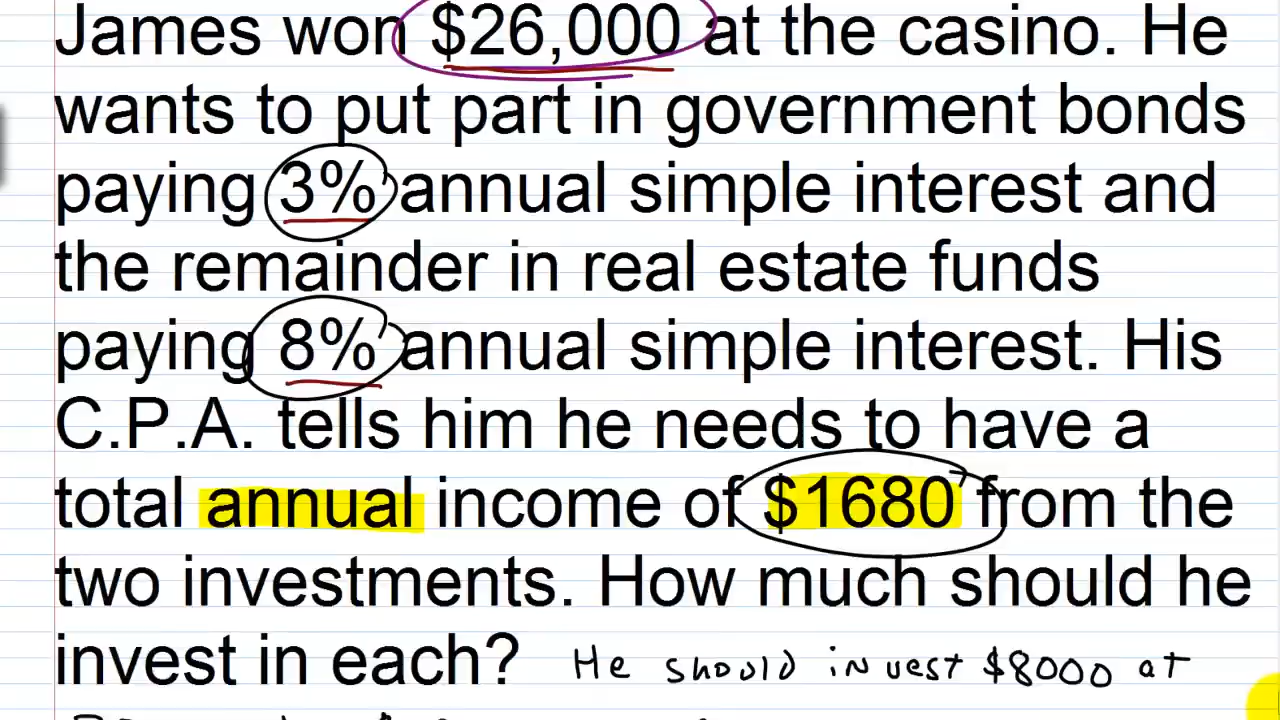 James won $26,000 at the casino. He
wants to put part in government bonds
paying 3% annual simple interest and
the remainder in real estate funds
paying 8% annual simple interest. His
C.P.A. tells him he needs to have a
total annual income of $1680 from the
two investments. How much should he
invest in each? He should invest $8000 at